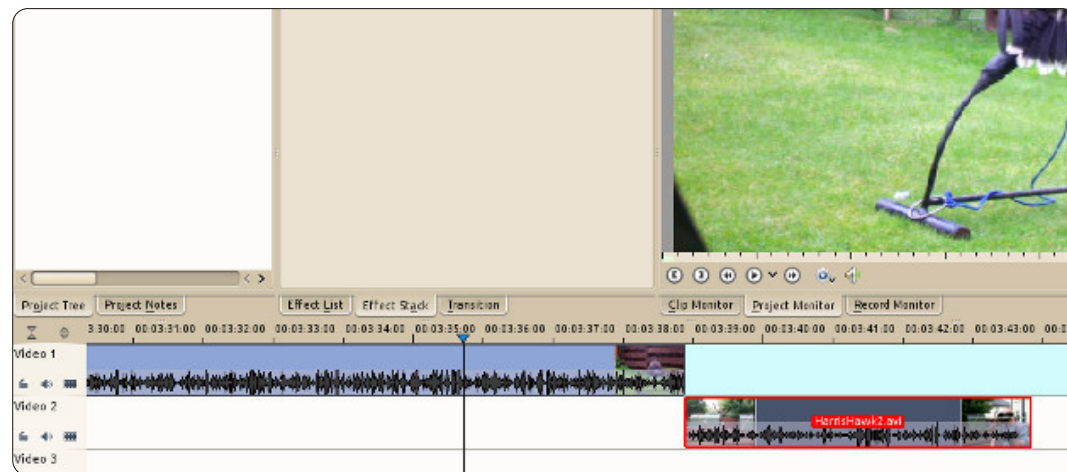 Project Tree Project Notes Effect List Effect Stack Transition Clip Monitor Project Monitor Record Monitor
3:30:00 00:03:31:00 00:03:32:00 00:03:33:00 00:03:34:00 00:03:35:00 00:03:36:00 00:03:37:00 00:03:38:00 00:03:39:00 00:03:40:00 00:03:41:00 00:03:42:00 00:03:43:00 00:0
Video 1
Video 2
HarrisHawk2.avi
Video 3